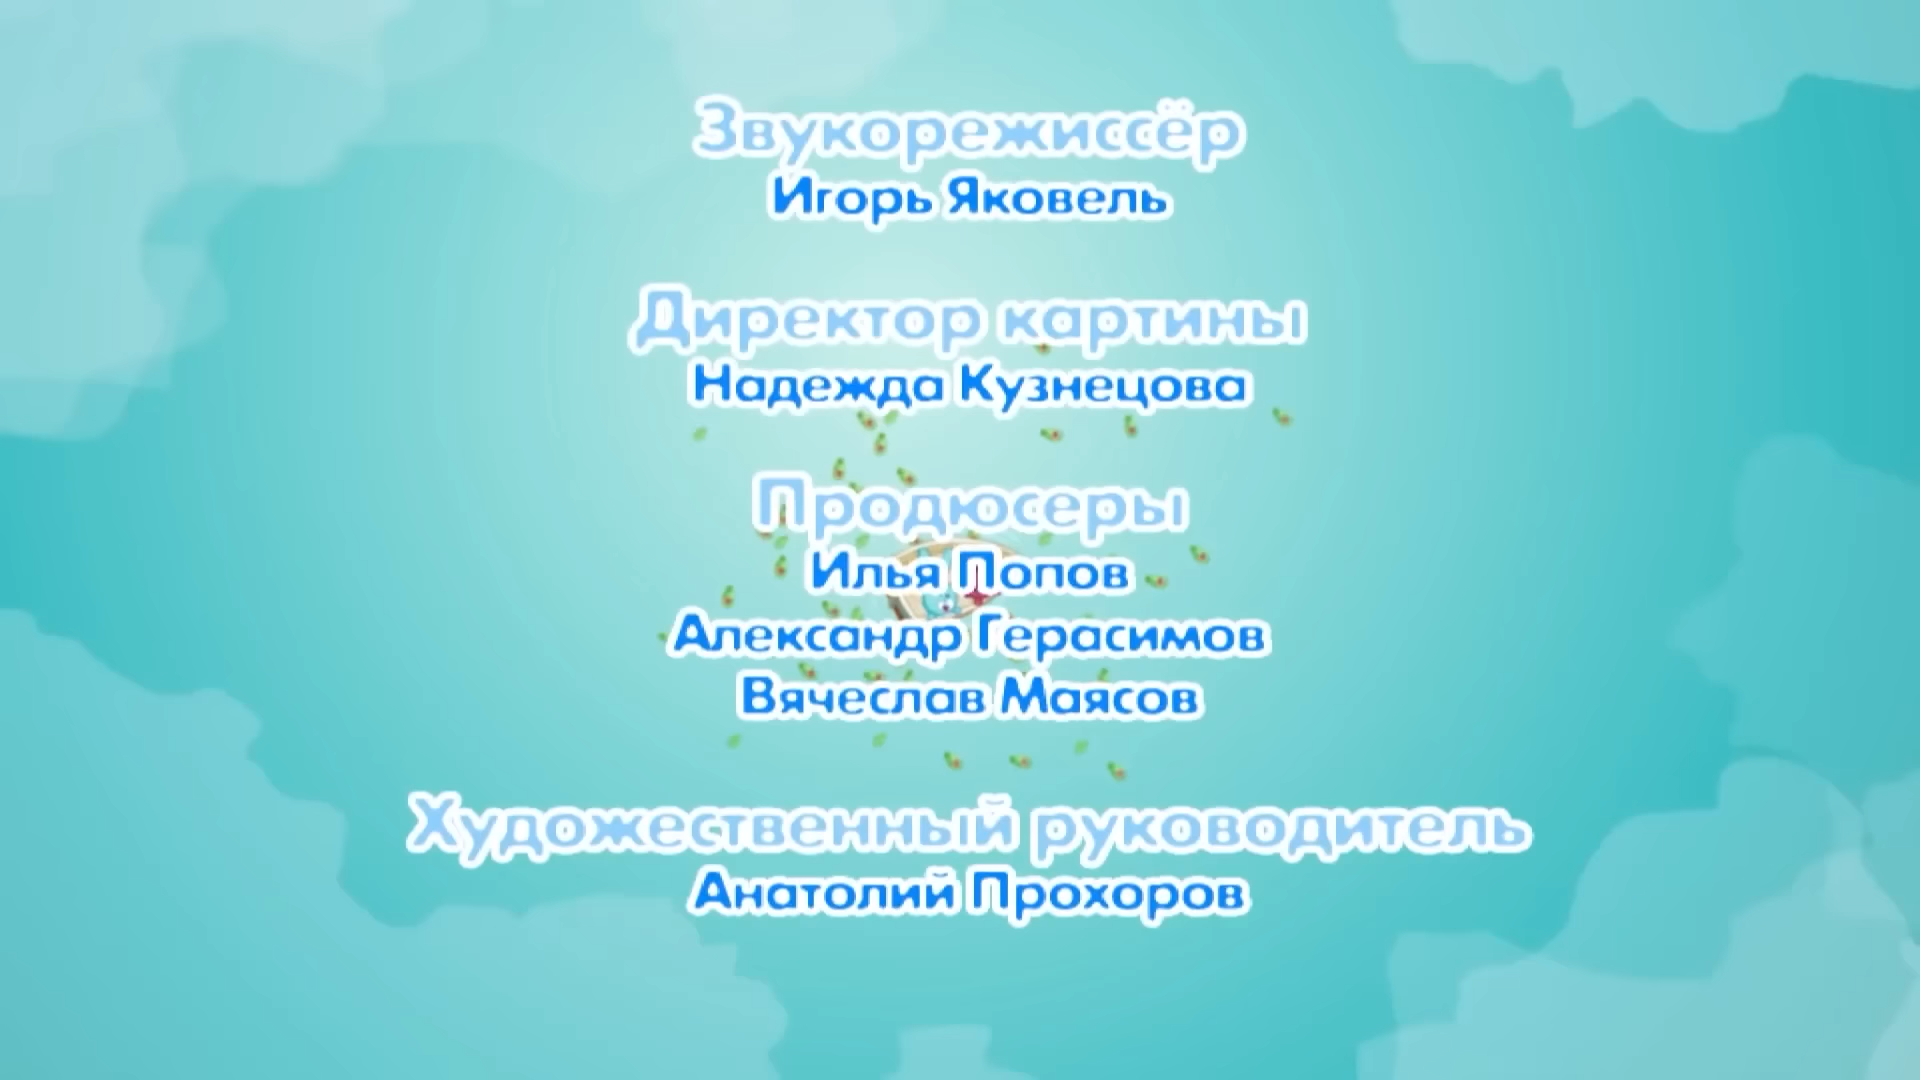 Звукорежиссёр
Игорь Яковель
Директор картины
Надежда Кузнецова
Продюсеры
Илья Попов
Александр Герасимов
Вячеслав Маясов
Художественный руководитель
Анатолий Прохоров